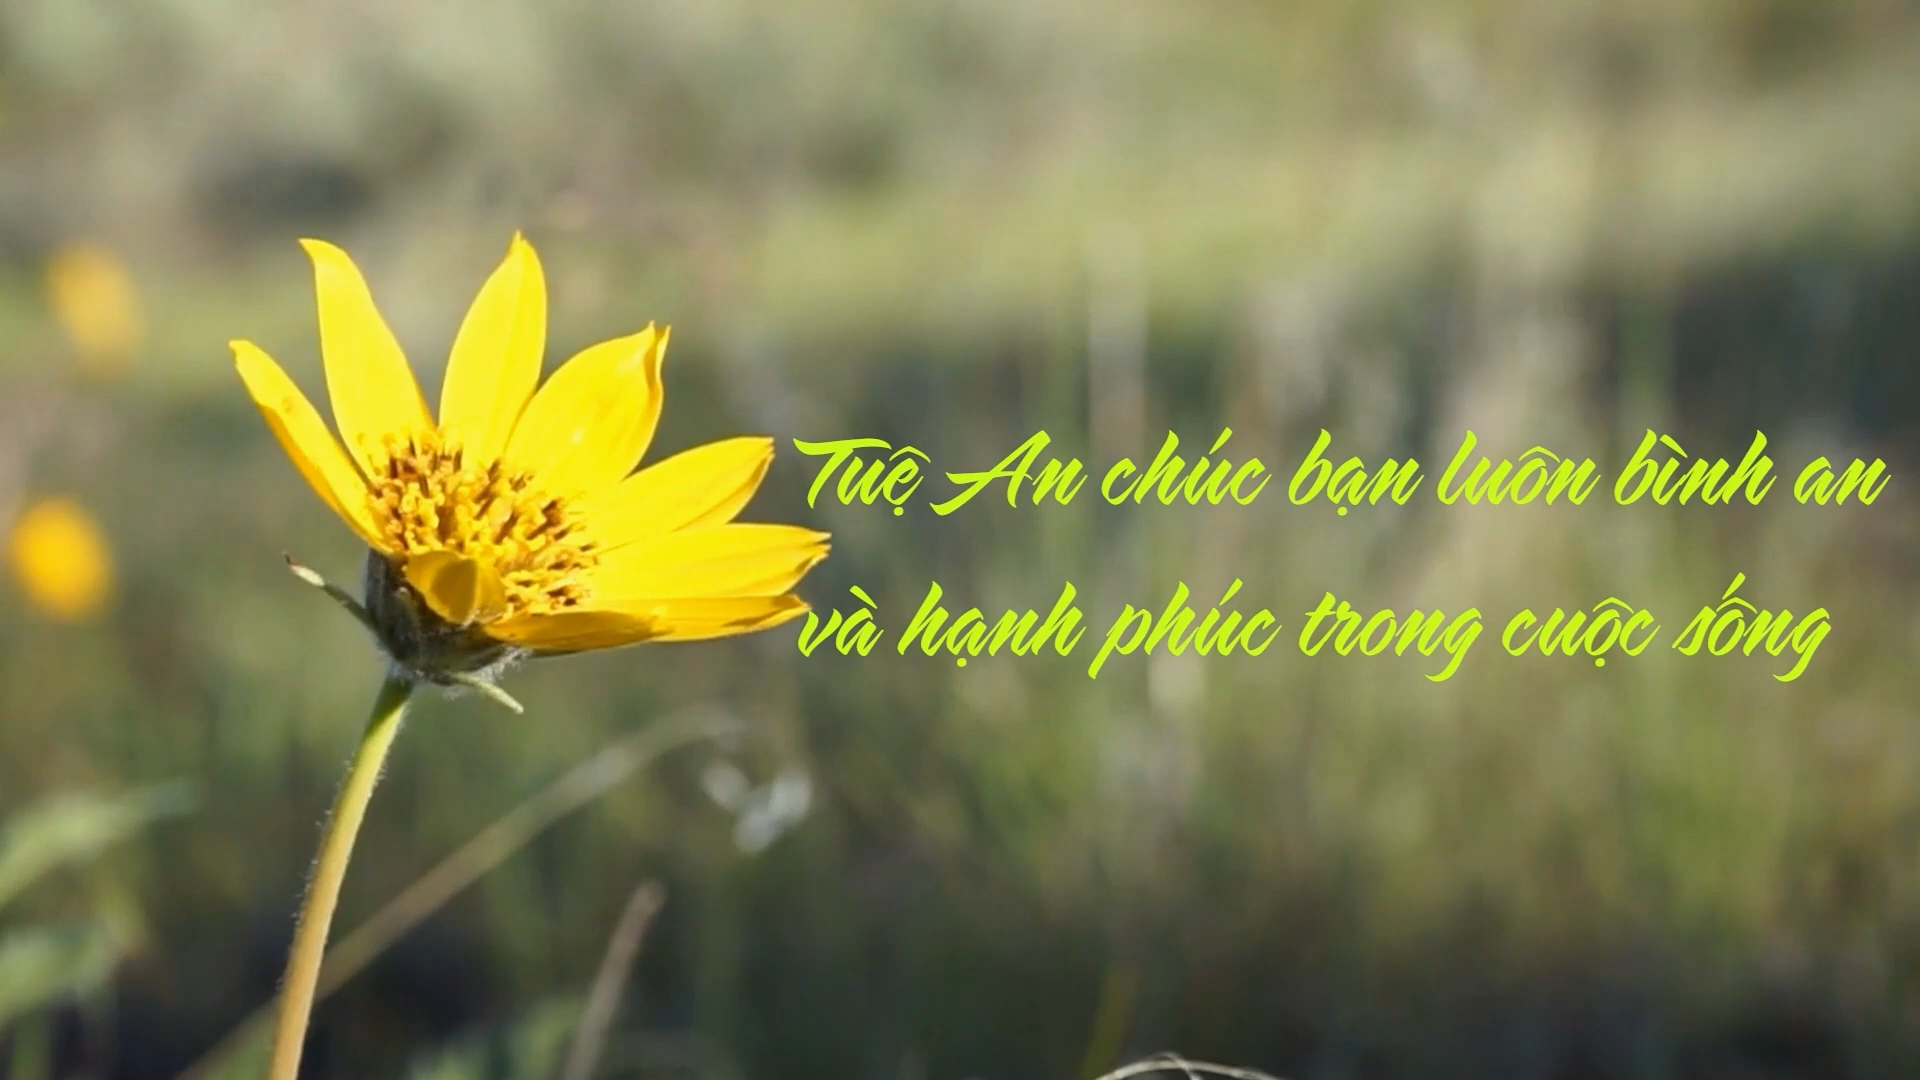 Tuệ An chúc bạn luôn bình an
và hạnh phúc trong cuộc sống